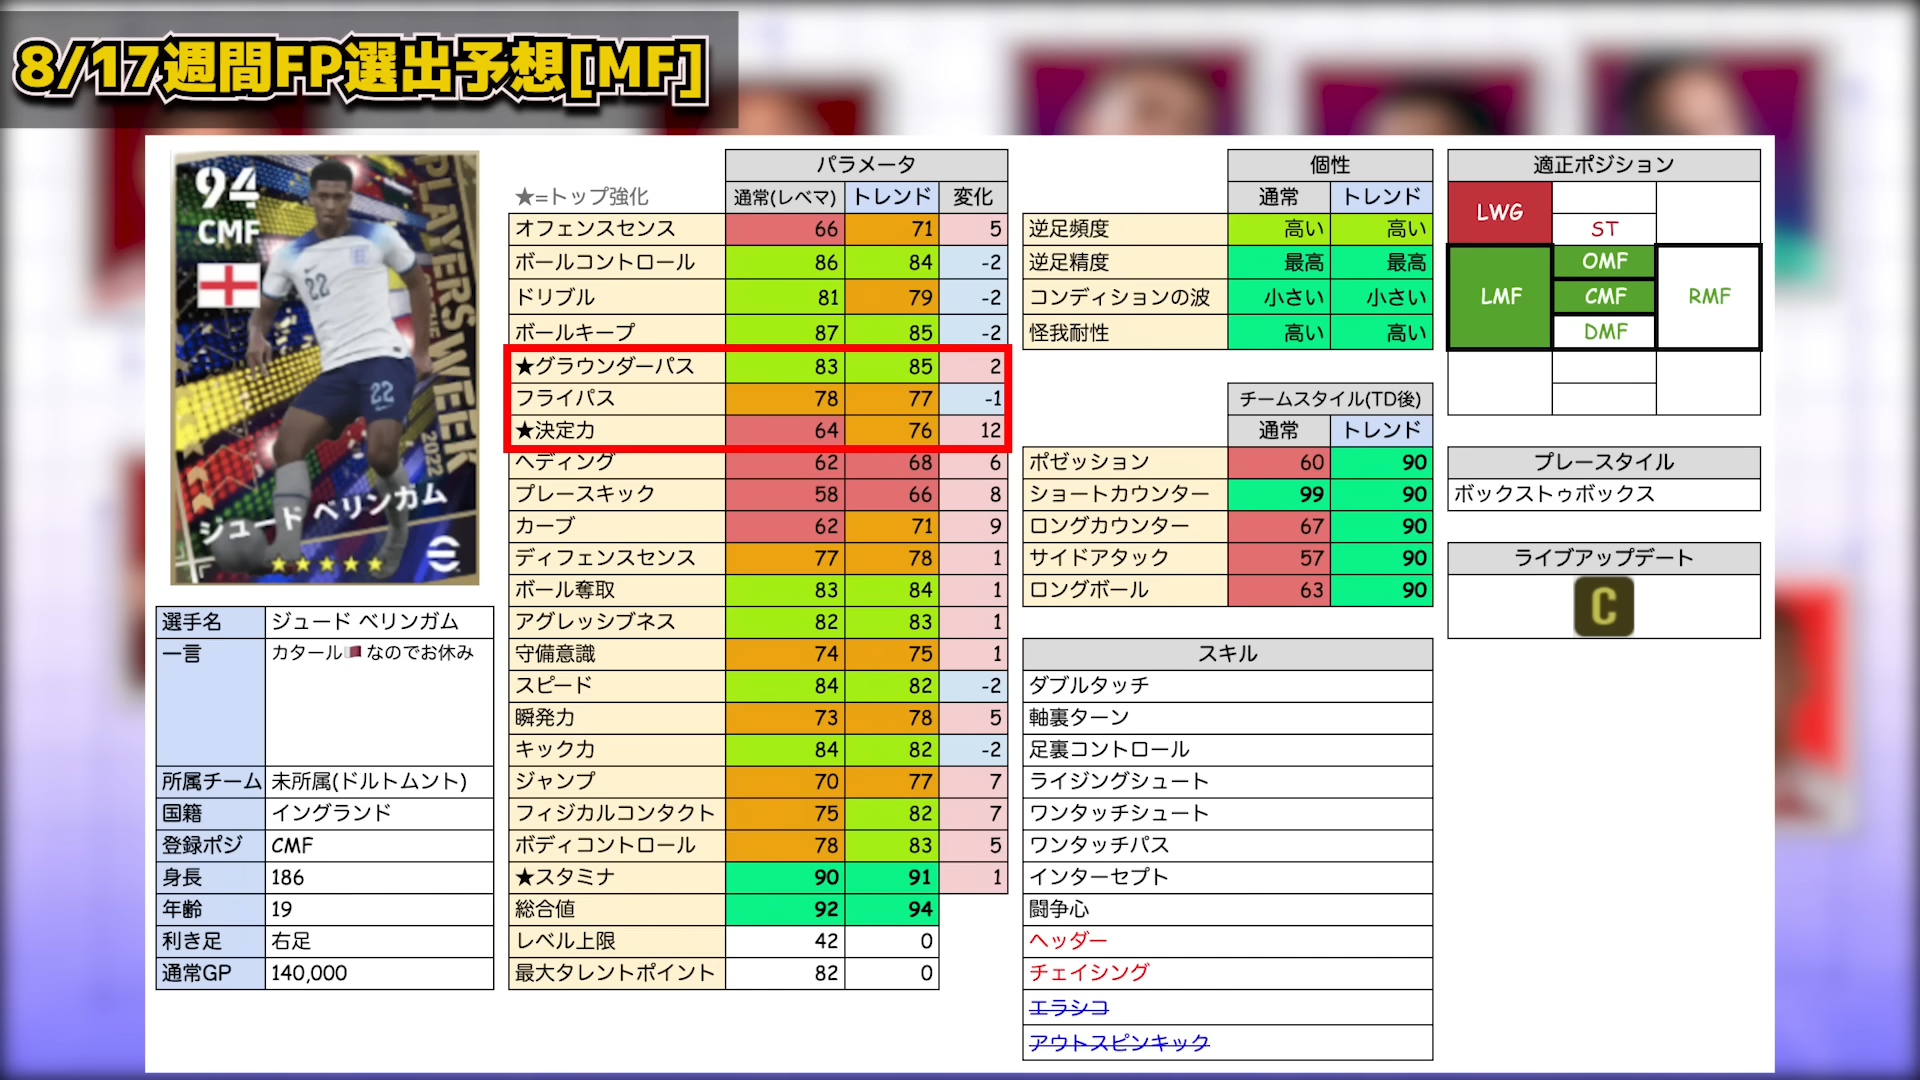 8/17週間FP選出予想[MF]
94
CMF
PLAYERS OF THE WEEK
2022
22
22
ジュード ベリンガム
★★★★★
選手名 ジュード ベリンガム
一言 カタール🇶🇦なのでお休み
所属チーム 未所属(ドルトムント)
国籍 イングランド
登録ポジ CMF
身長 186
年齢 19
利き足 右足
通常GP 140,000
パラメータ
★=トップ強化 通常(レベマ) トレンド 変化
オフェンスセンス 66 71 5
ボールコントロール 86 84 -2
ドリブル 81 79 -2
ボールキープ 87 85 -2
★グラウンダーパス 83 85 2
フライパス 78 77 -1
★決定力 64 76 12
ヘディング 62 68 6
プレースキック 58 66 8
カーブ 62 71 9
ディフェンスセンス 77 78 1
ボール奪取 83 84 1
アグレッシブネス 82 83 1
守備意識 74 75 1
スピード 84 82 -2
瞬発力 73 78 5
キック力 84 82 -2
ジャンプ 70 77 7
フィジカルコンタクト 75 82 7
ボディコントロール 78 83 5
★スタミナ 90 91 1
総合値 92 94
レベル上限 42 0
最大タレントポイント 82 0
個性
通常 トレンド
逆足頻度 高い 高い
逆足精度 最高 最高
コンディションの波 小さい 小さい
怪我耐性 高い 高い
チームスタイル(TD後)
通常 トレンド
ポゼッション 60 90
ショートカウンター 99 90
ロングカウンター 67 90
サイドアタック 57 90
ロングボール 63 90
スキル
ダブルタッチ
軸裏ターン
足裏コントロール
ライジングシュート
ワンタッチシュート
ワンタッチパス
インターセプト
闘争心
ヘッダー
チェイシング
エラシコ
アウトスピンキック
適正ポジション
LWG
ST
OMF
LMF CMF RMF
DMF
プレースタイル
ボックストゥボックス
ライブアップデート
C